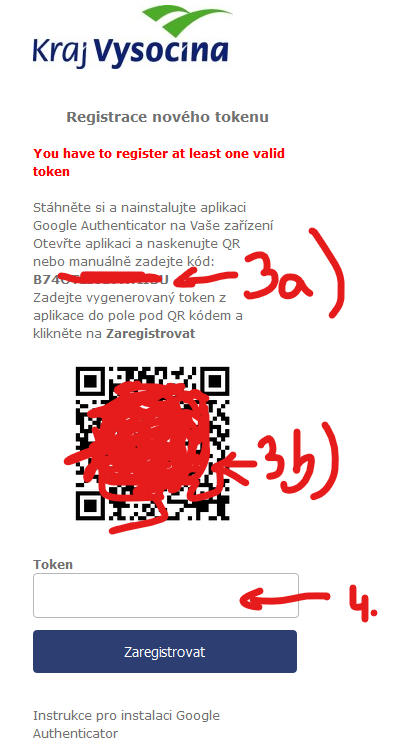 Kraj Vysočina
Registrace nového tokenu
You have to register at least one valid
token
Stáhněte si a nainstalujte aplikaci
Google Authenticator na Vaše zařízení
Otevřte aplikaci a naskenujte QR
nebo manuálně zadejte kód:
3a)
Zadejte vygenerovaný token z
aplikace do pole pod QR kódem a
klikněte na Zaregistrovat
3b)
Token
4.
Zaregistrovat
Instrukce pro instalaci Google
Authenticator